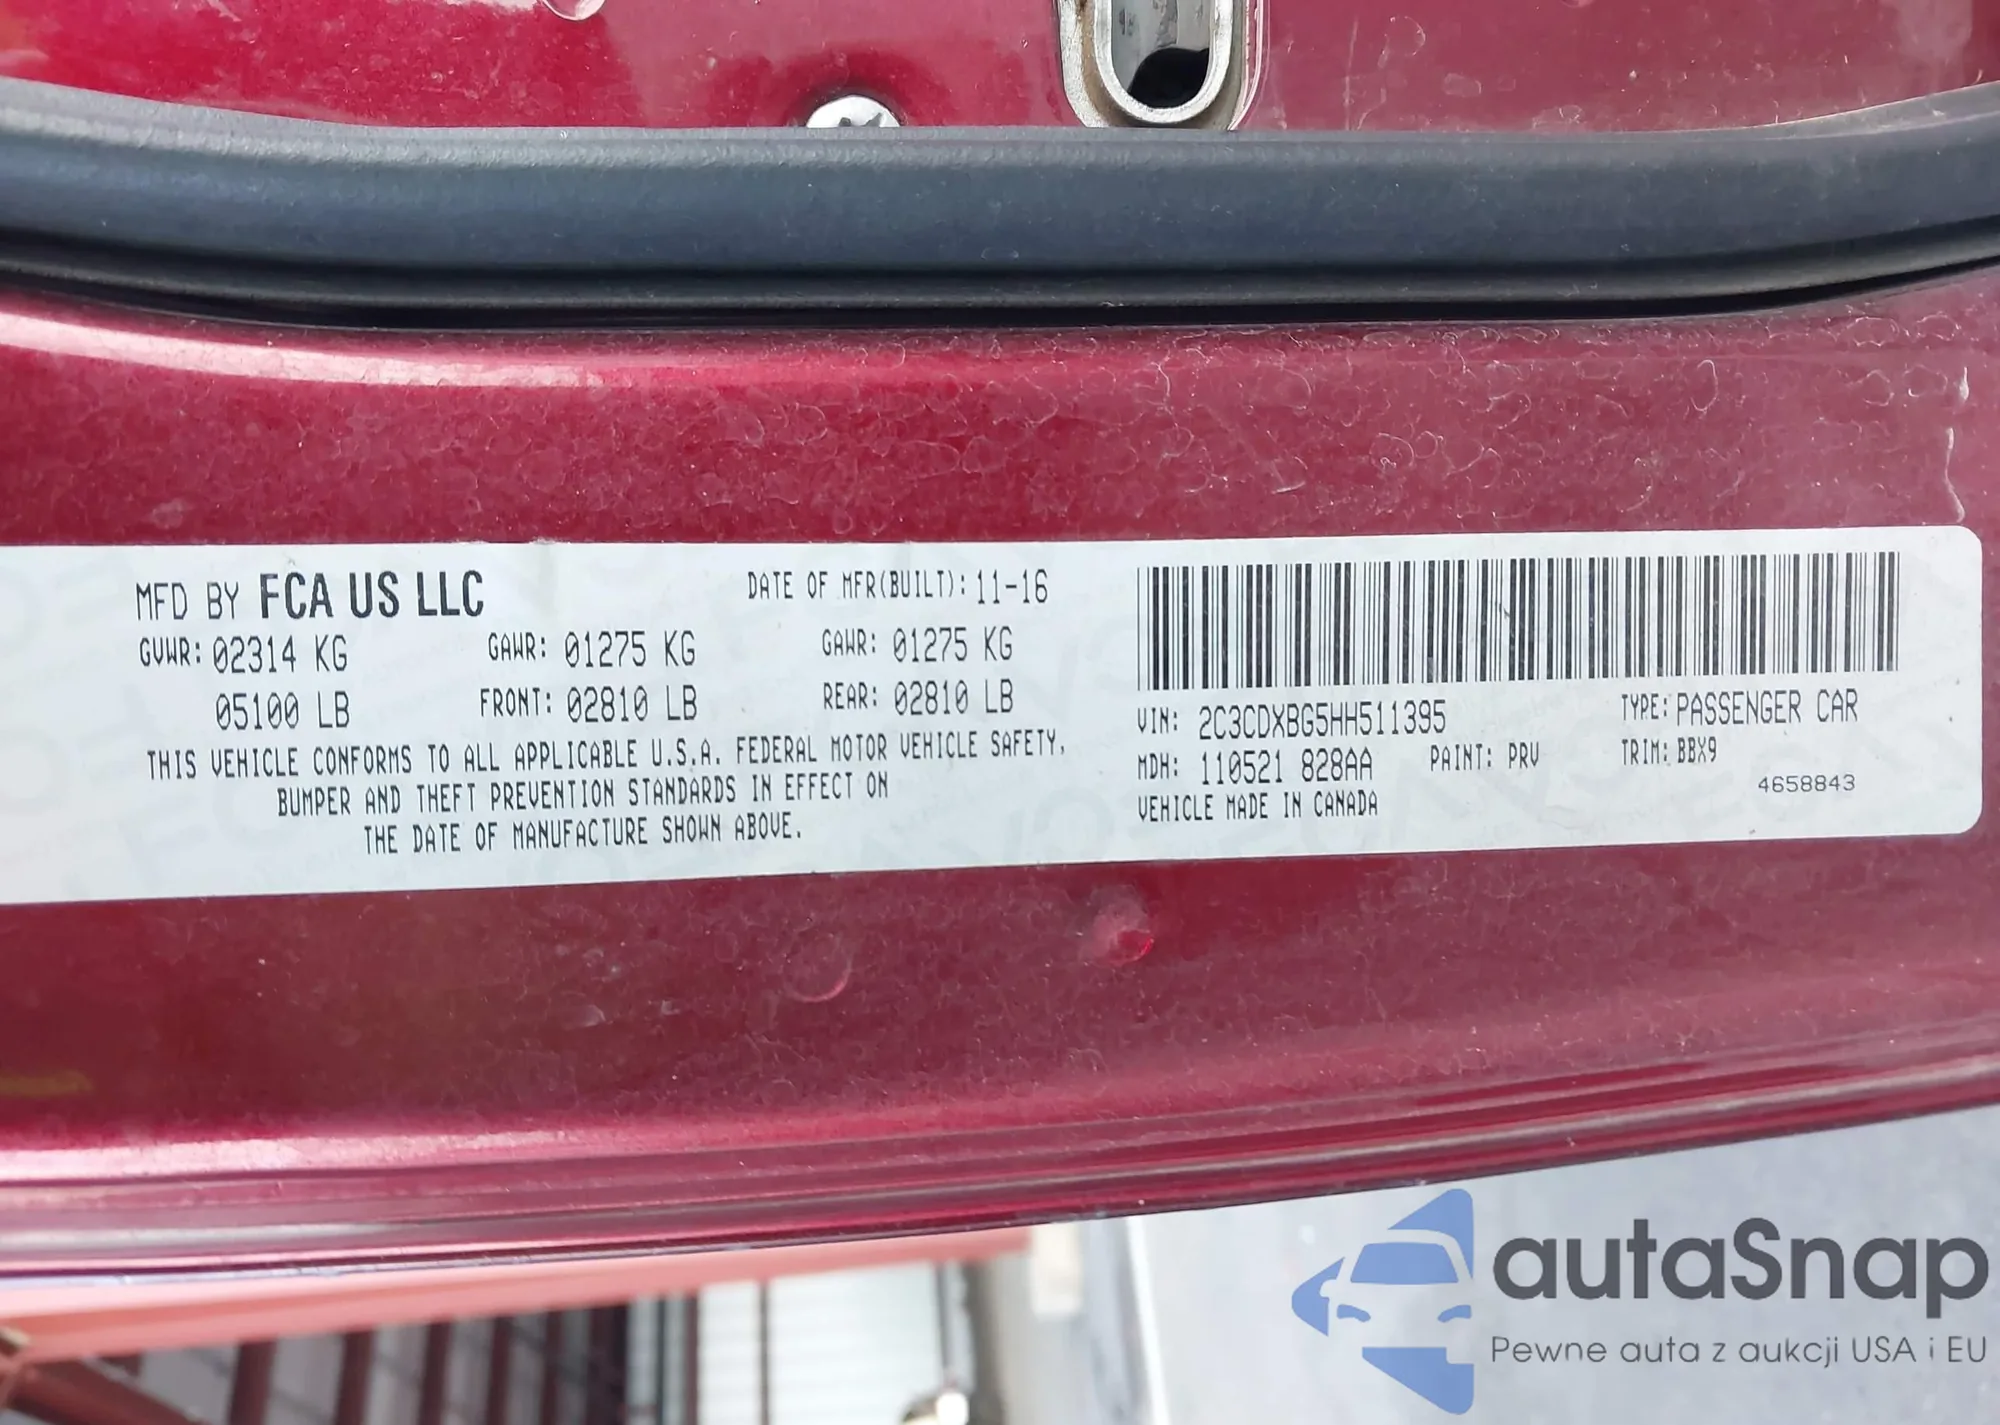 MFD BY FCA US LLC
DATE OF MFR(BUILT): 11-16
GVWR: 02314 KG
GAWR: 01275 KG
GAWR: 01275 KG
05100 LB
FRONT: 02810 LB
REAR: 02810 LB
THIS VEHICLE CONFORMS TO ALL APPLICABLE U.S.A. FEDERAL MOTOR VEHICLE SAFETY,
BUMPER AND THEFT PREVENTION STANDARDS IN EFFECT ON
THE DATE OF MANUFACTURE SHOWN ABOVE.
VIN: 2C3CDXBG5HH511395
TYPE: PASSENGER CAR
MDH: 110521 828AA
PAINT: PRV
TRIM: BBX9
VEHICLE MADE IN CANADA
4658843
autaSnap
Pewne auta z aukcji USA i EU